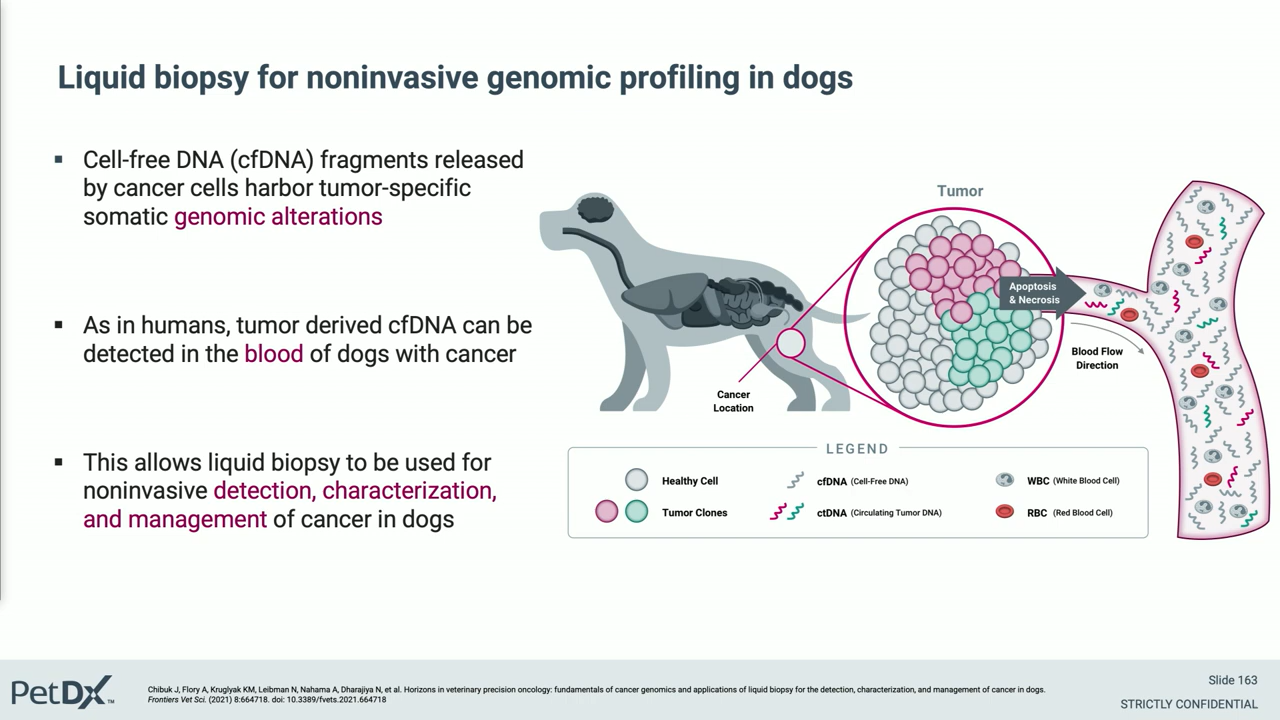 Liquid biopsy for noninvasive genomic profiling in dogs
▪ Cell-free DNA (cfDNA) fragments released
by cancer cells harbor tumor-specific
somatic genomic alterations
▪ As in humans, tumor derived cfDNA can be
detected in the blood of dogs with cancer
▪ This allows liquid biopsy to be used for
noninvasive detection, characterization,
and management of cancer in dogs
Tumor
Apoptosis
& Necrosis
Blood Flow
Direction
Cancer
Location
LEGEND
Healthy Cell
cfDNA (Cell-Free DNA)
WBC (White Blood Cell)
Tumor Clones
ctDNA (Circulating Tumor DNA)
RBC (Red Blood Cell)
PetDX™
Chibuk J, Flory A, Kruglyak KM, Leibman N, Nahama A, Dharajiya N, et al. Horizons in veterinary precision oncology: fundamentals of cancer genomics and applications of liquid biopsy for the detection, characterization, and management of cancer in dogs.
Frontiers Vet Sci. (2021) 8:664718. doi: 10.3389/fvets.2021.664718
Slide 163
STRICTLY CONFIDENTIAL